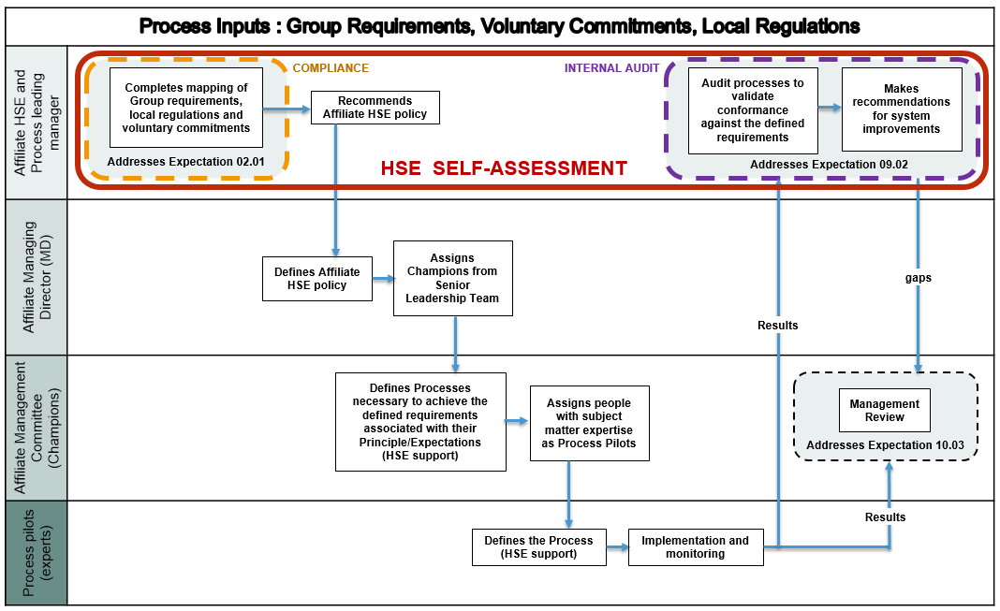 Process Inputs : Group Requirements, Voluntary Commitments, Local Regulations
Affiliate HSE and
Process leading
manager
COMPLIANCE
Completes mapping of
Group requirements,
local regulations and
voluntary commitments
Addresses Expectation 02.01
Recommends
Affiliate HSE policy
HSE SELF-ASSESSMENT
INTERNAL AUDIT
Audit processes to
validate
conformance
against the defined
requirements
Makes
recommendations
for system
improvements
Addresses Expectation 09.02
Affiliate Managing
Director (MD)
Defines Affiliate
HSE policy
Assigns
Champions from
Senior
Leadership Team
Results
gaps
Affiliate Management
Committee
(Champions)
Defines Processes
necessary to achieve the
defined requirements
associated with their
Principle/Expectations
(HSE support)
Assigns people
with subject
matter expertise
as Process Pilots
Management
Review
Addresses Expectation 10.03
Process pilots
(experts)
Defines the Process
(HSE support)
Implementation and
monitoring
Results